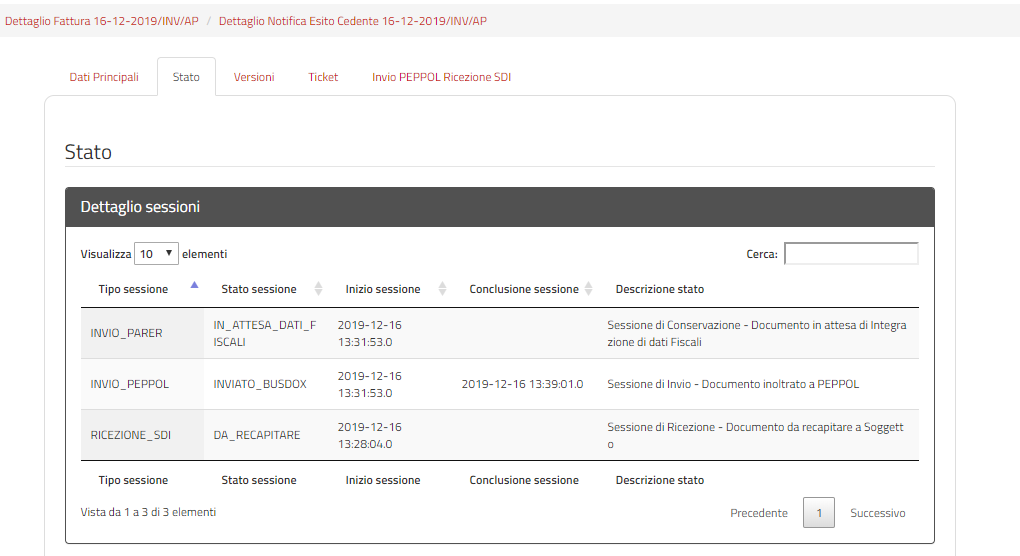 Dettaglio Fattura 16-12-2019/INV/AP / Dettaglio Notifica Esito Cedente 16-12-2019/INV/AP
Dati Principali Stato Versioni Ticket Invio PEPPOL Ricezione SDI
Stato
Dettaglio sessioni
Visualizza 10 elementi Cerca:
Tipo sessione Stato sessione Inizio sessione Conclusione sessione Descrizione stato
INVIO_PARER IN_ATTESA_DATI_F 2019-12-16 Sessione di Conservazione - Documento in attesa di Integra
ISCALI 13:31:53.0 zione di dati Fiscali
INVIO_PEPPOL INVIATO_BUSDOX 2019-12-16 2019-12-16 13:39:01.0 Sessione di Invio - Documento inoltrato a PEPPOL
13:31:53.0
RICEZIONE_SDI DA_RECAPITARE 2019-12-16 Sessione di Ricezione - Documento da recapitare a Soggett
13:28:04.0 o
Tipo sessione Stato sessione Inizio sessione Conclusione sessione Descrizione stato
Vista da 1 a 3 di 3 elementi Precedente 1 Successivo